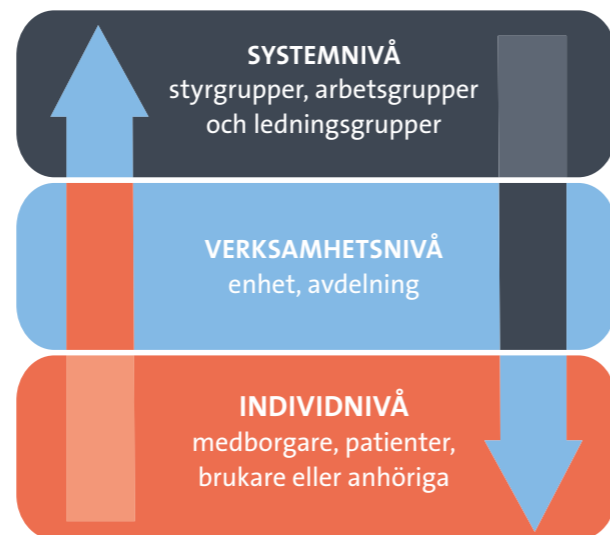 SYSTEMNIVÅ
styrgrupper, arbetsgrupper
och ledningsgrupper
VERKSAMHETSNIVÅ
enhet, avdelning
INDIVIDNIVÅ
medborgare, patienter,
brukare eller anhöriga